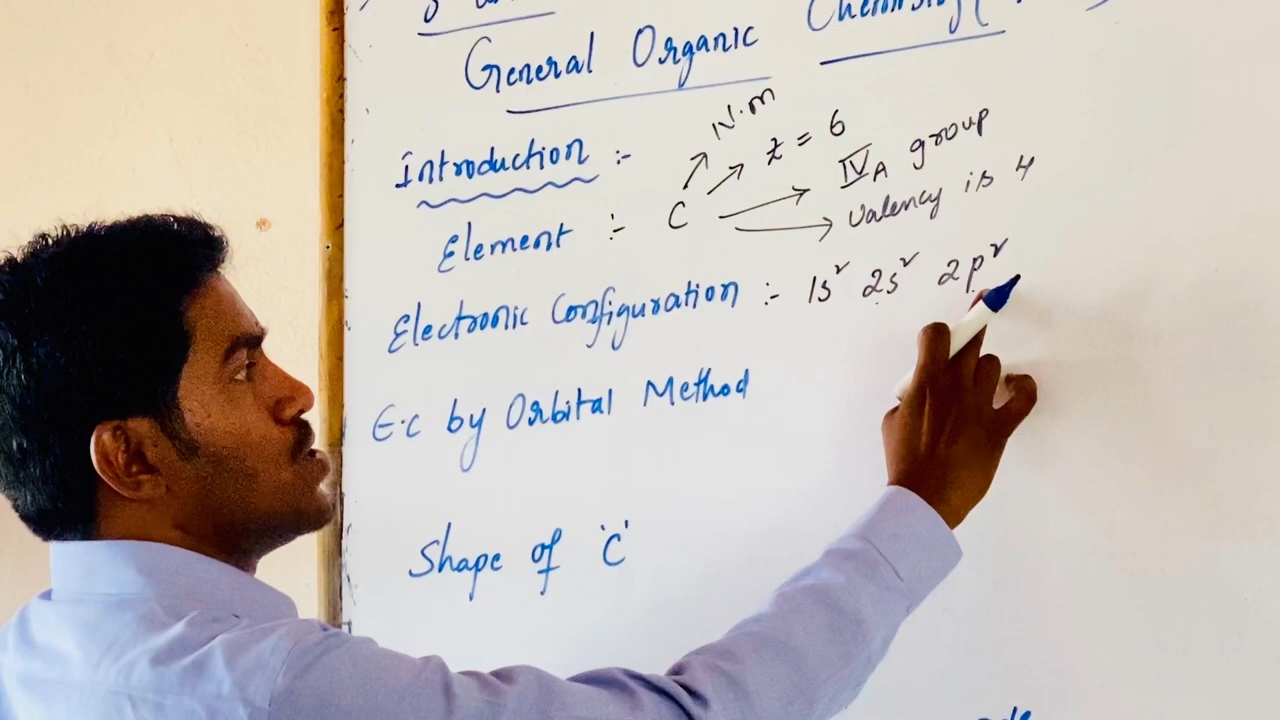 General Organic Chemistry (
N.m
z = 6
Introduction :-
IVA group
Element :- C
valency is 4
Electronic Configuration :- 1s² 2s² 2p²
E.C by Orbital Method
Shape of 'C'